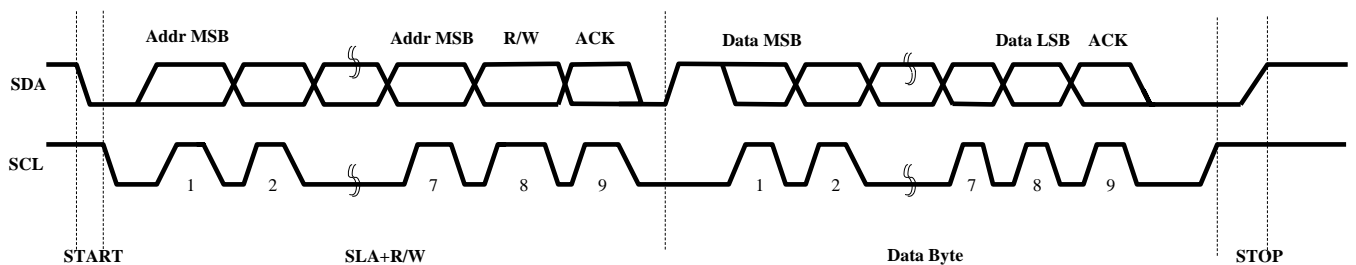 Addr MSB Addr MSB R/W ACK Data MSB Data LSB ACK
SDA
SCL
1 2 7 8 9 1 2 7 8 9
START SLA+R/W Data Byte STOP